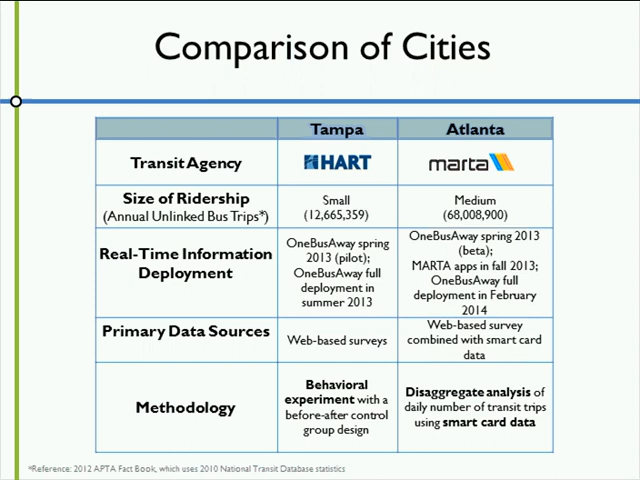 Comparison of Cities
Tampa
Atlanta
Transit Agency
HART
marta
Size of Ridership
(Annual Unlinked Bus Trips*)
Small
(12,665,359)
Medium
(68,008,900)
Real-Time Information
Deployment
OneBusAway spring
2013 (pilot);
OneBusAway full
deployment in
summer 2013
OneBusAway spring 2013
(beta);
MARTA apps in fall 2013;
OneBusAway full
deployment in February
2014
Primary Data Sources
Web-based surveys
Web-based survey
combined with smart card
data
Methodology
Behavioral
experiment with a
before-after control
group design
Disaggregate analysis of
daily number of transit trips
using smart card data
*Reference: 2012 APTA Fact Book, which uses 2010 National Transit Database statistics